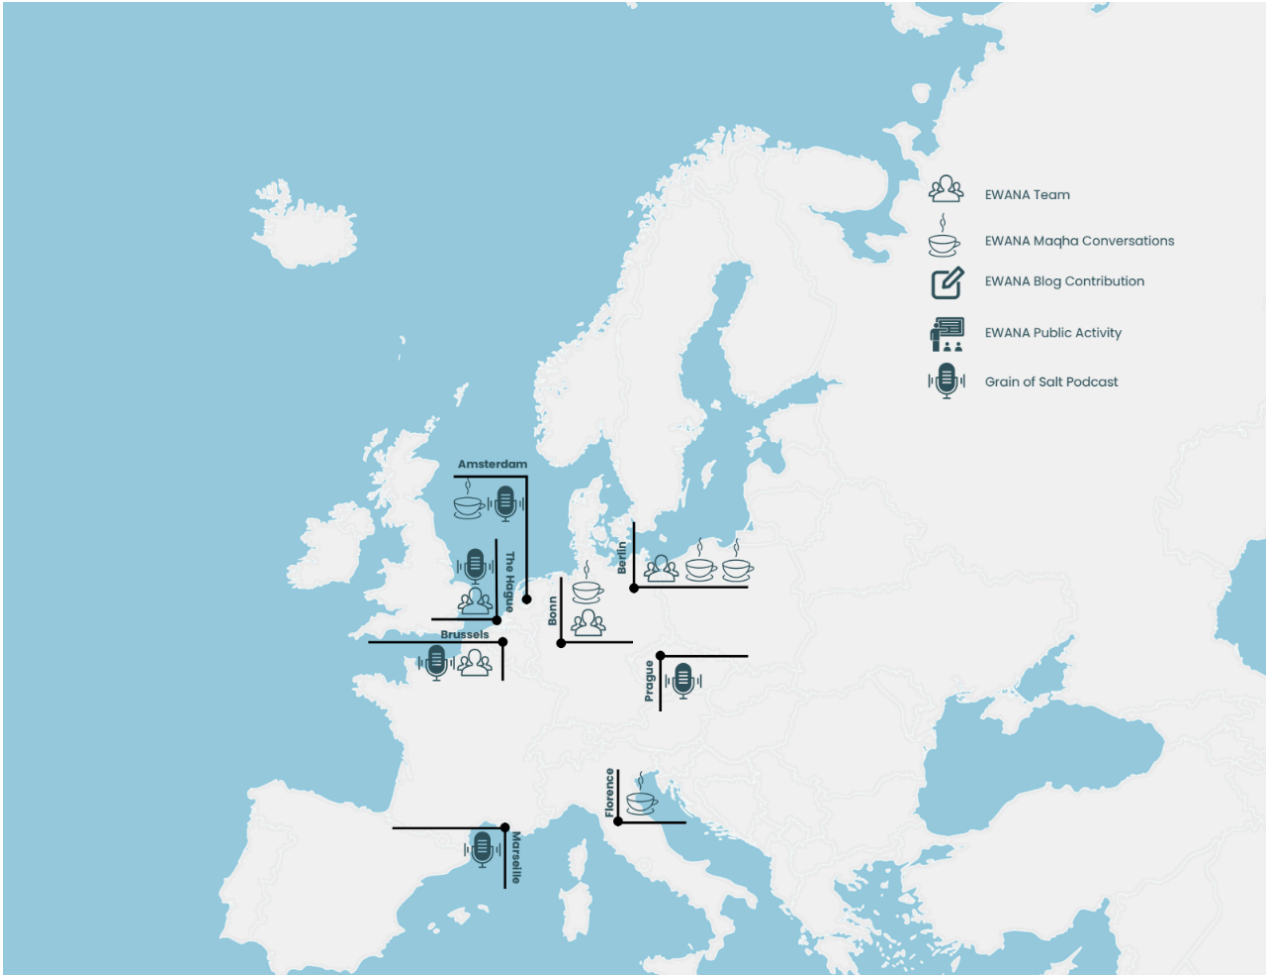 EWANA Team
EWANA Maqha Conversations
EWANA Blog Contribution
EWANA Public Activity
Grain of Salt Podcast
Amsterdam
The Hague
Berlin
Bonn
Brussels
Prague
Florence
Marseille